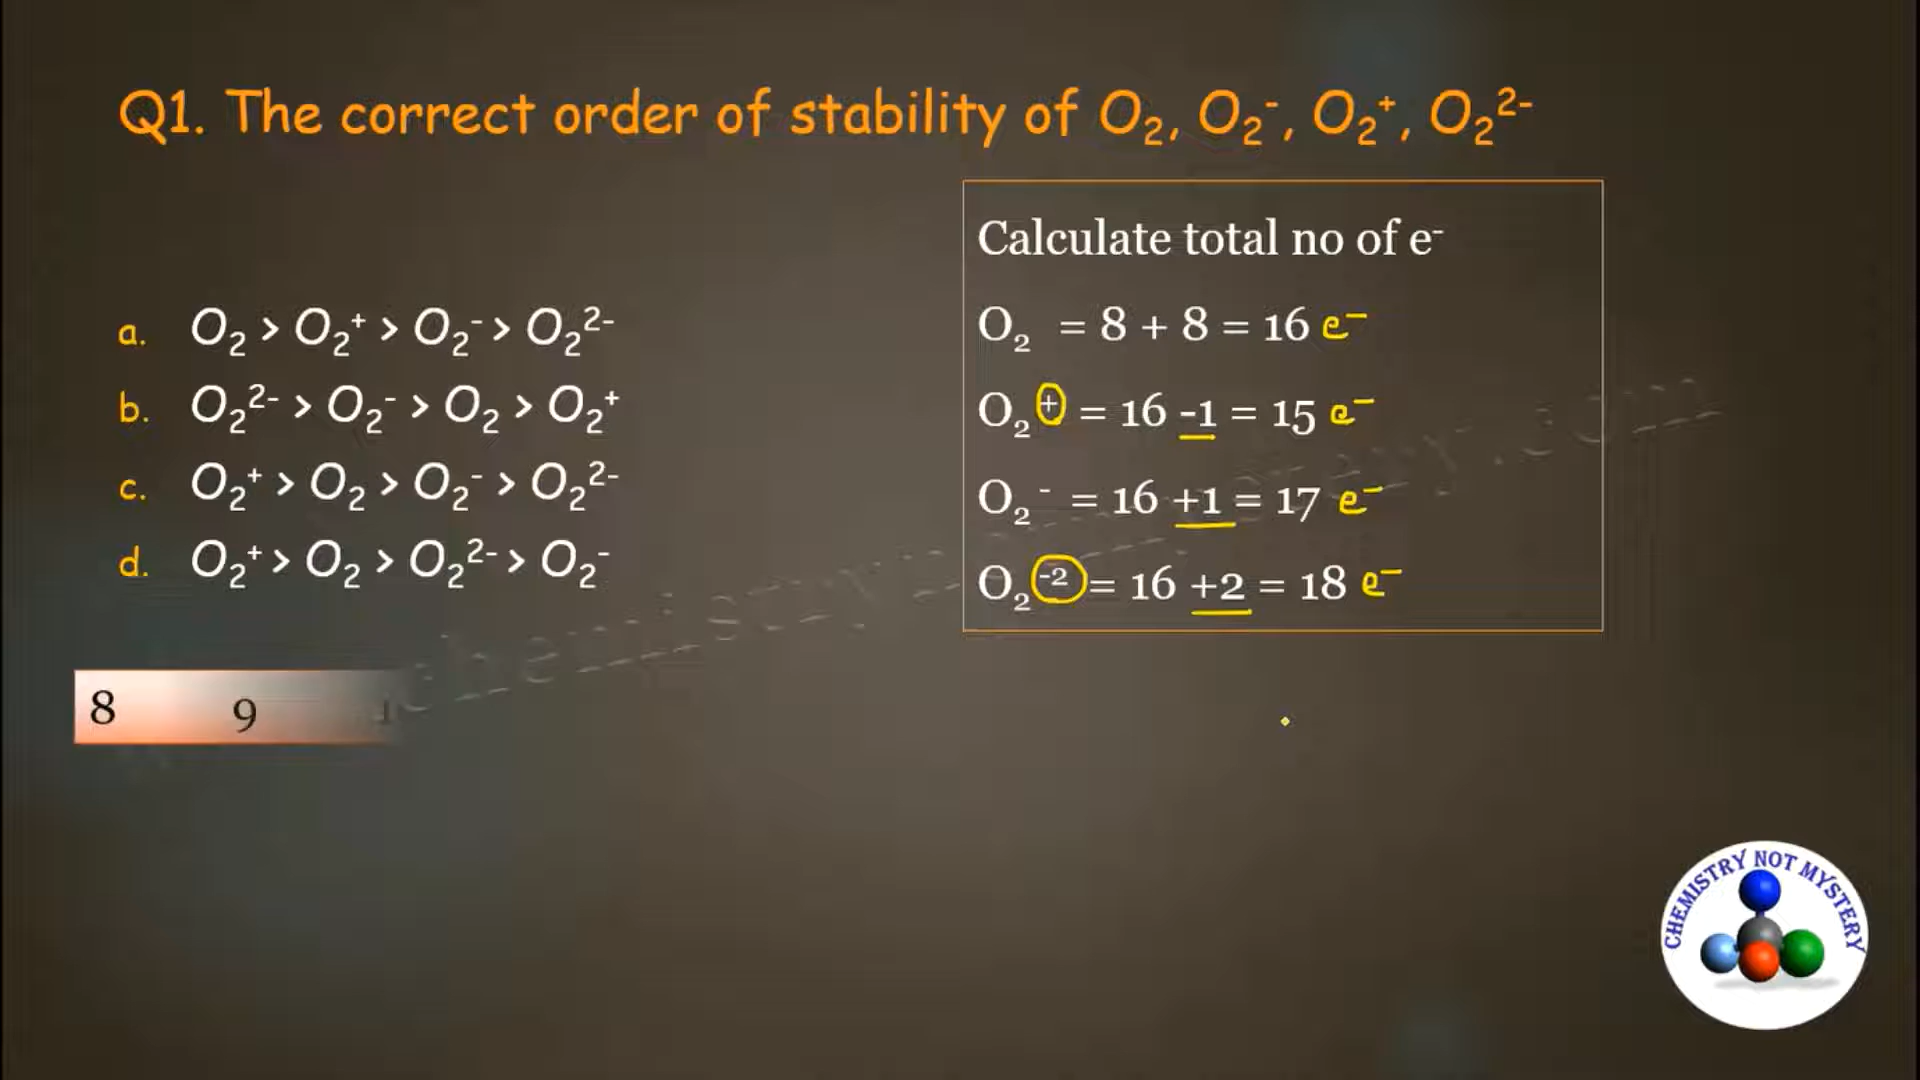 Q1. The correct order of stability of O₂, O₂⁻, O₂⁺, O₂²⁻
a. O₂ > O₂⁺ > O₂⁻ > O₂²⁻
b. O₂²⁻ > O₂⁻ > O₂ > O₂⁺
c. O₂⁺ > O₂ > O₂⁻ > O₂²⁻
d. O₂⁺ > O₂ > O₂²⁻ > O₂⁻
Calculate total no of e⁻
O₂ = 8 + 8 = 16 e⁻
O₂⁺ = 16 -1 = 15 e⁻
O₂⁻ = 16 +1 = 17 e⁻
O₂⁻² = 16 +2 = 18 e⁻
8 9
CHEMISTRY NOT MYSTERY